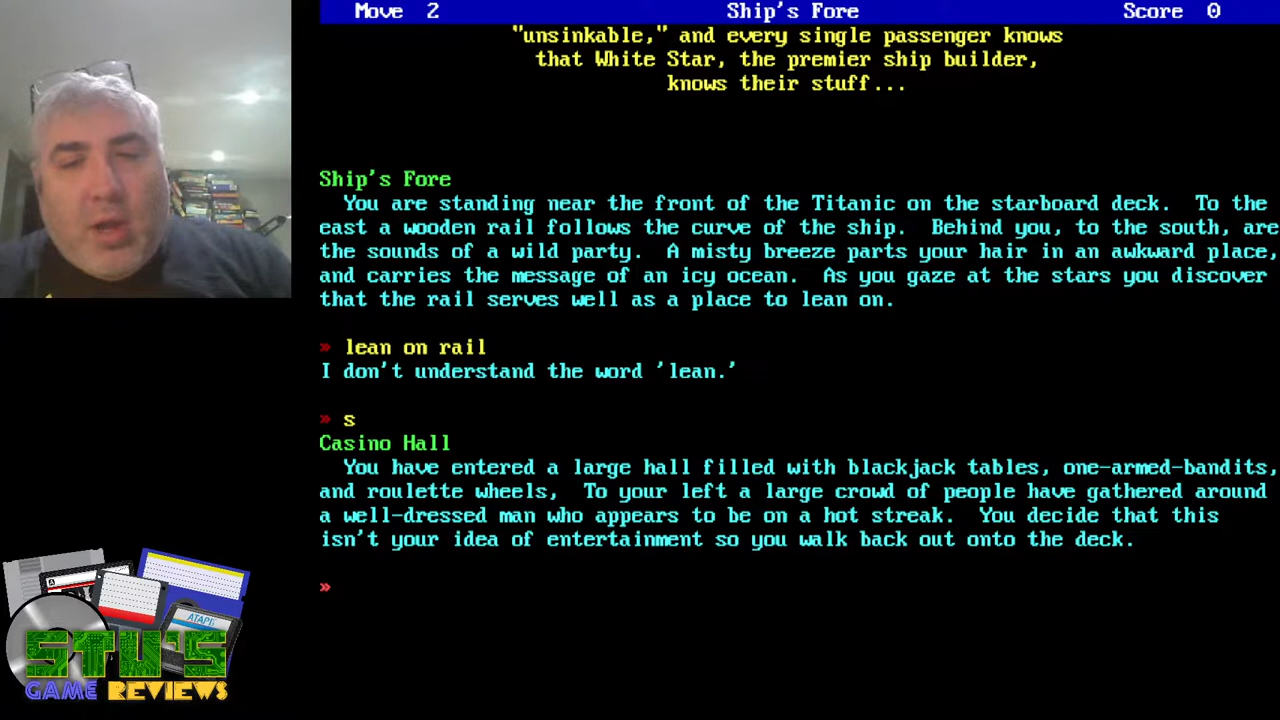 Move 2 Ship's Fore Score 0
"unsinkable," and every single passenger knows
that White Star, the premier ship builder,
knows their stuff...
Ship's Fore
You are standing near the front of the Titanic on the starboard deck. To the
east a wooden rail follows the curve of the ship. Behind you, to the south, are
the sounds of a wild party. A misty breeze parts your hair in an awkward place,
and carries the message of an icy ocean. As you gaze at the stars you discover
that the rail serves well as a place to lean on.
» lean on rail
I don't understand the word 'lean.'
» s
Casino Hall
You have entered a large hall filled with blackjack tables, one-armed-bandits,
and roulette wheels, To your left a large crowd of people have gathered around
a well-dressed man who appears to be on a hot streak. You decide that this
isn't your idea of entertainment so you walk back out onto the deck.
»
ATARI
STU'S
GAME REVIEWS